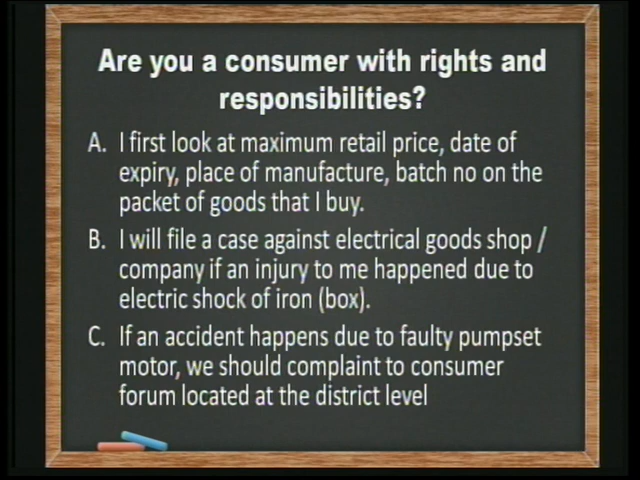 Are you a consumer with rights and
responsibilities?
A. I first look at maximum retail price, date of
expiry, place of manufacture, batch no on the
packet of goods that I buy.
B. I will file a case against electrical goods shop /
company if an injury to me happened due to
electric shock of iron (box).
C. If an accident happens due to faulty pumpset
motor, we should complaint to consumer
forum located at the district level